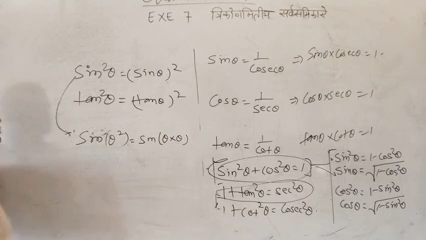 EXE 7 त्रिकोणमितीय सर्वसमिकाएँ
Sin²θ = (Sinθ)²
tan²θ = (tanθ)²
Sin(θ²) = Sin(θ×θ)
Sinθ = 1/Cosecθ ⇒ Sinθ×Cosecθ = 1
Cosθ = 1/Secθ ⇒ Cosθ×Secθ = 1
tanθ = 1/Cotθ tanθ×Cotθ = 1
Sin²θ + Cos²θ = 1
1 + tan²θ = Sec²θ
1 + Cot²θ = Cosec²θ
Sin²θ = 1-Cos²θ
Sinθ = √1-Cos²θ
Cos²θ = 1-Sin²θ
Cosθ = √1-Sin²θ